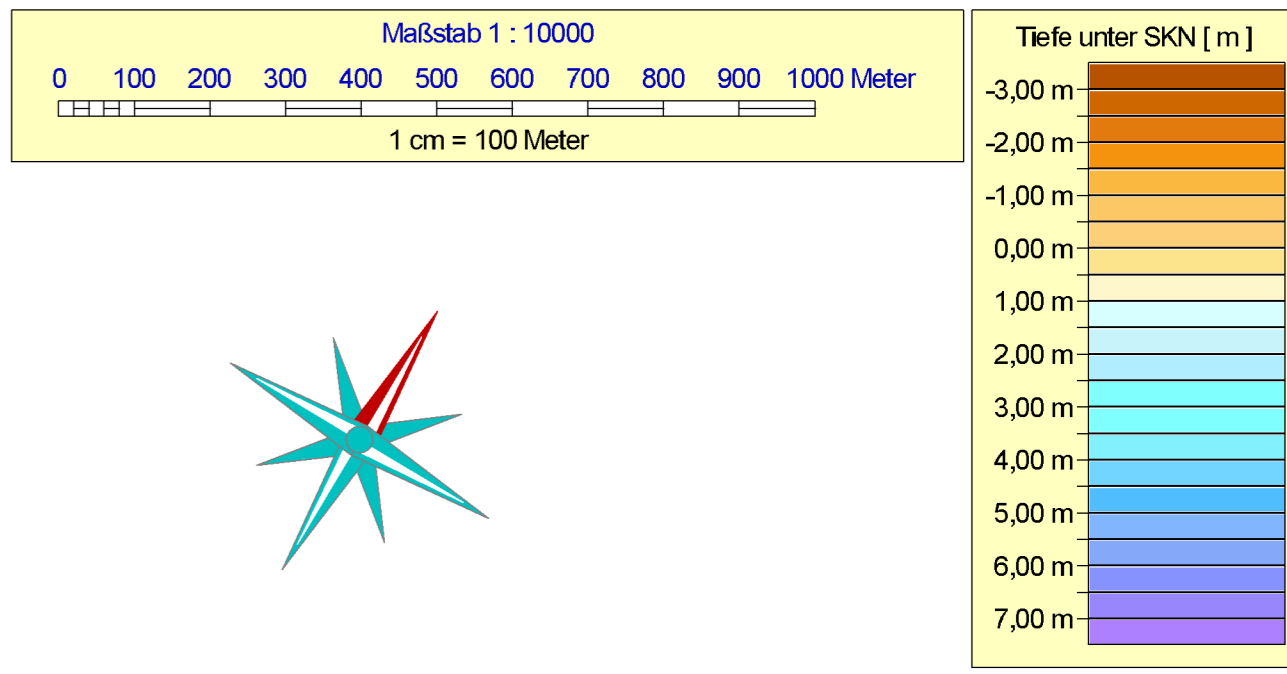 Maßstab 1 : 10000
0 100 200 300 400 500 600 700 800 900 1000 Meter
1 cm = 100 Meter
Tiefe unter SKN [ m ]
-3,00 m
-2,00 m
-1,00 m
0,00 m
1,00 m
2,00 m
3,00 m
4,00 m
5,00 m
6,00 m
7,00 m